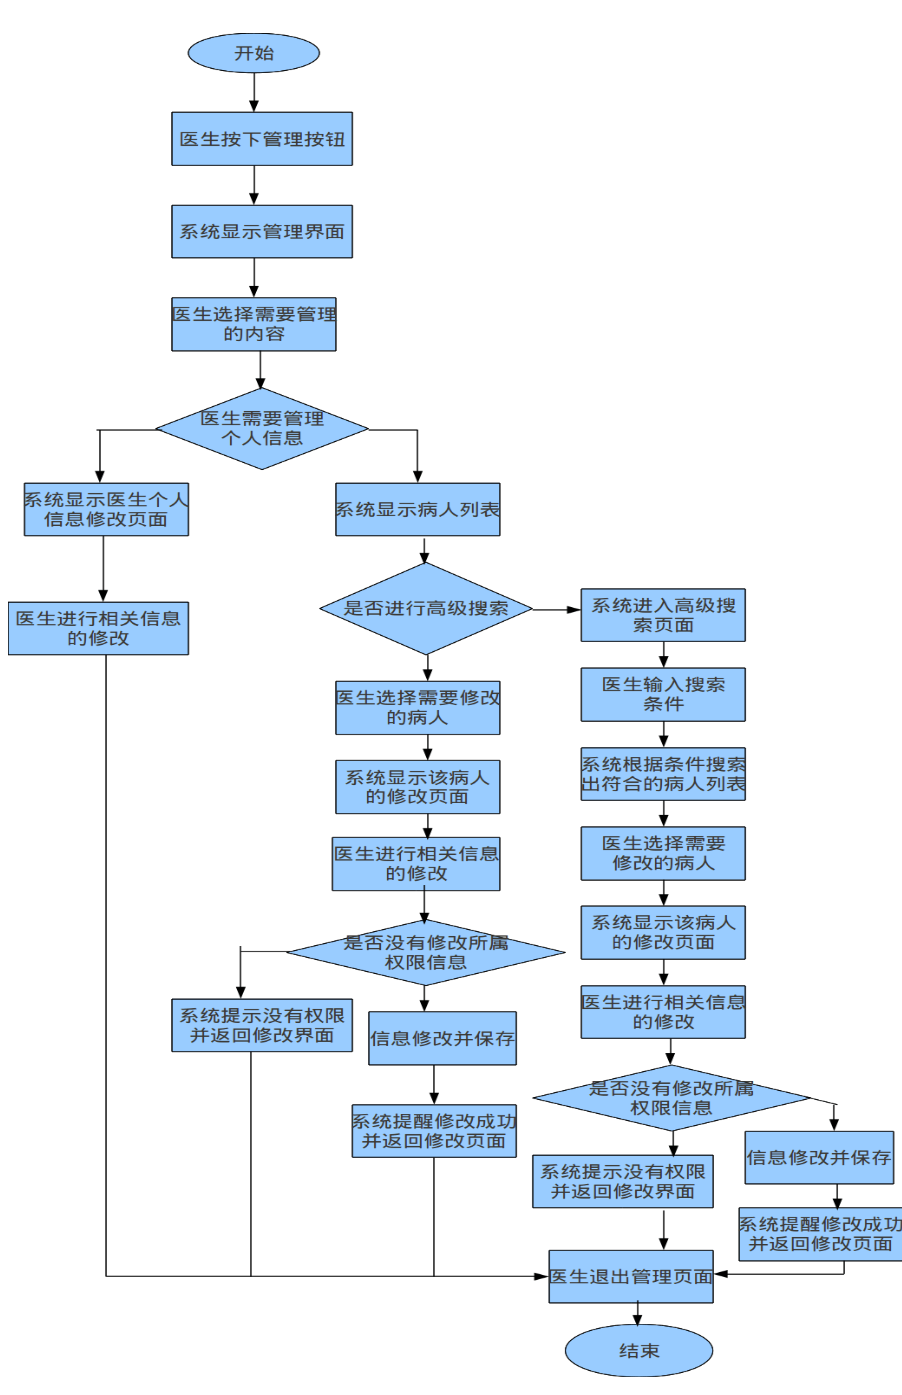 开始
医生按下管理按钮
系统显示管理界面
医生选择需要管理
的内容
医生需要管理
个人信息
系统显示医生个人
信息修改页面
医生进行相关信息
的修改
系统显示病人列表
是否进行高级搜索
医生选择需要修改
的病人
系统显示该病人
的修改页面
医生进行相关信息
的修改
是否没有修改所属
权限信息
系统提示没有权限
并返回修改界面
信息修改并保存
系统提醒修改成功
并返回修改页面
系统进入高级搜
索页面
医生输入搜索
条件
系统根据条件搜索
出符合的病人列表
医生选择需要
修改的病人
系统显示该病人
的修改页面
医生进行相关信息
的修改
是否没有修改所属
权限信息
系统提示没有权限
并返回修改界面
信息修改并保存
系统提醒修改成功
并返回修改页面
医生退出管理页面
结束